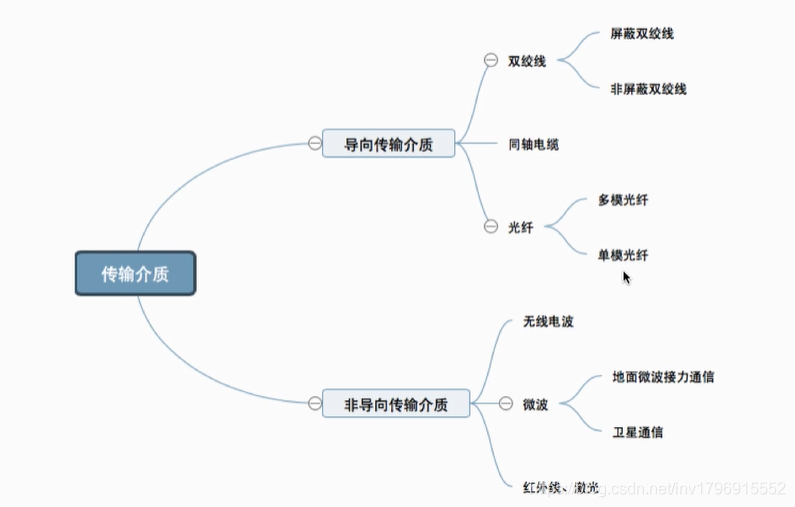 传输介质
导向传输介质
双绞线
屏蔽双绞线
非屏蔽双绞线
同轴电缆
光纤
多模光纤
单模光纤
非导向传输介质
无线电波
微波
地面微波接力通信
卫星通信
红外线、激光
blog.csdn.net/inv1796915552